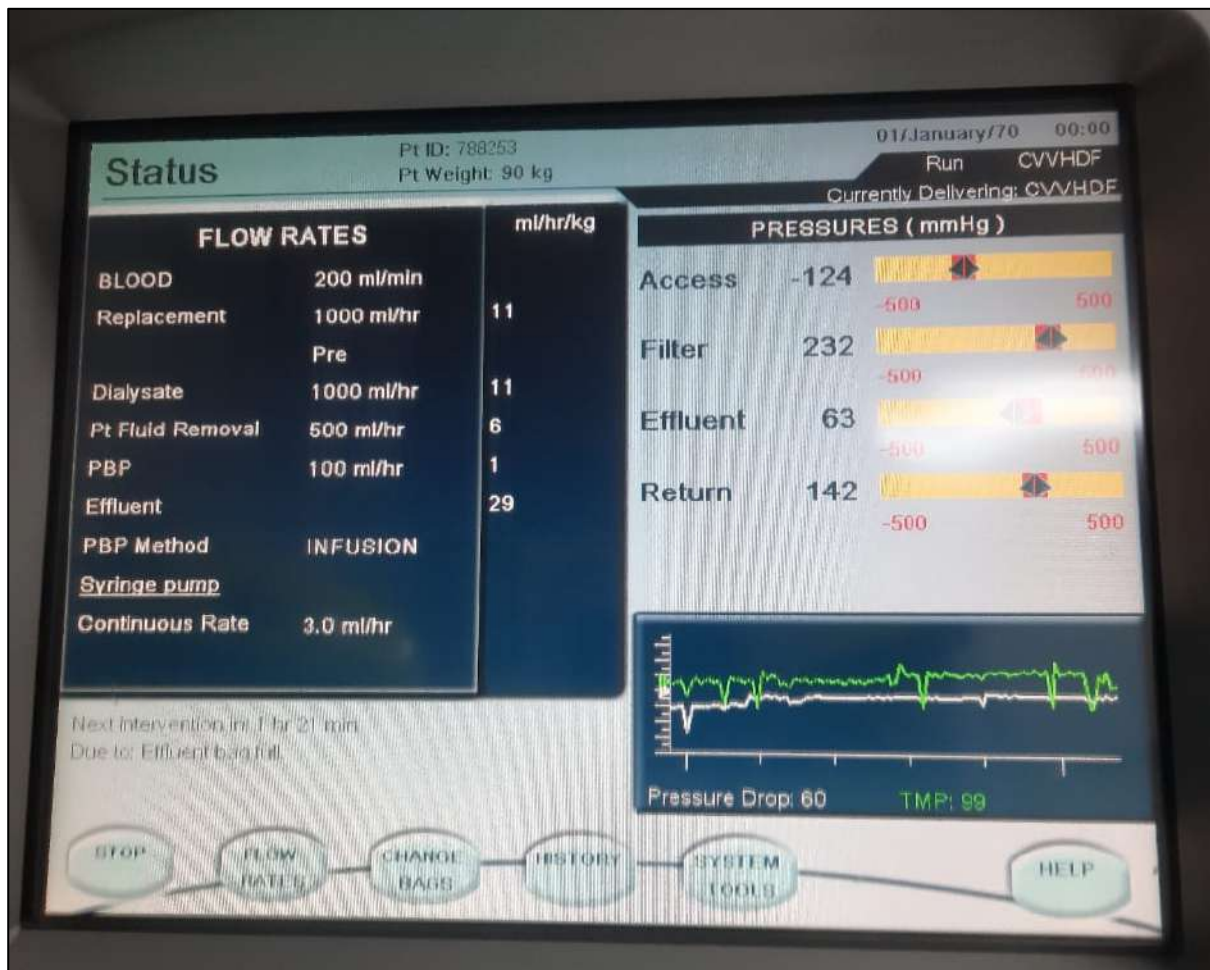 Status
Pt ID: 788253
Pt Weight: 90 kg
01/January/70 00:00
Run CVVHDF
Currently Delivering: CVVHDF
FLOW RATES ml/hr/kg
BLOOD 200 ml/min
Replacement 1000 ml/hr 11
Pre
Dialysate 1000 ml/hr 11
Pt Fluid Removal 500 ml/hr 6
PBP 100 ml/hr 1
Effluent 29
PBP Method INFUSION
Syringe pump
Continuous Rate 3.0 ml/hr
PRESSURES ( mmHg )
Access -124
-500 500
Filter 232
-500 500
Effluent 63
-500 500
Return 142
-500 500
Next intervention in: 1 hr 21 min
Due to: Effluent bag full
Pressure Drop: 60 TMP: 99
STOP
FLOW RATES
CHANGE BAGS
HISTORY
SYSTEM TOOLS
HELP